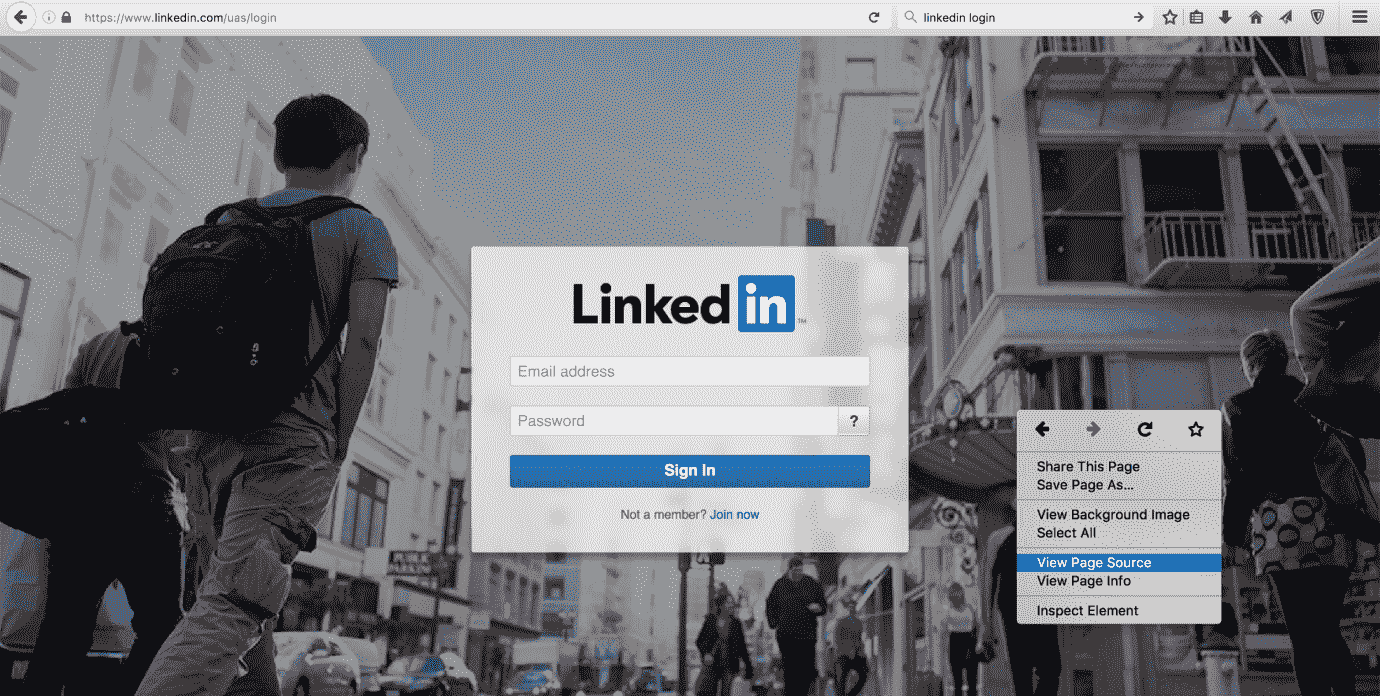 https://www.linkedin.com/uas/login
linkedin login
Linked in ™
Email address
Password
?
Sign In
Not a member? Join now
Share This Page
Save Page As...
View Background Image
Select All
View Page Source
View Page Info
Inspect Element